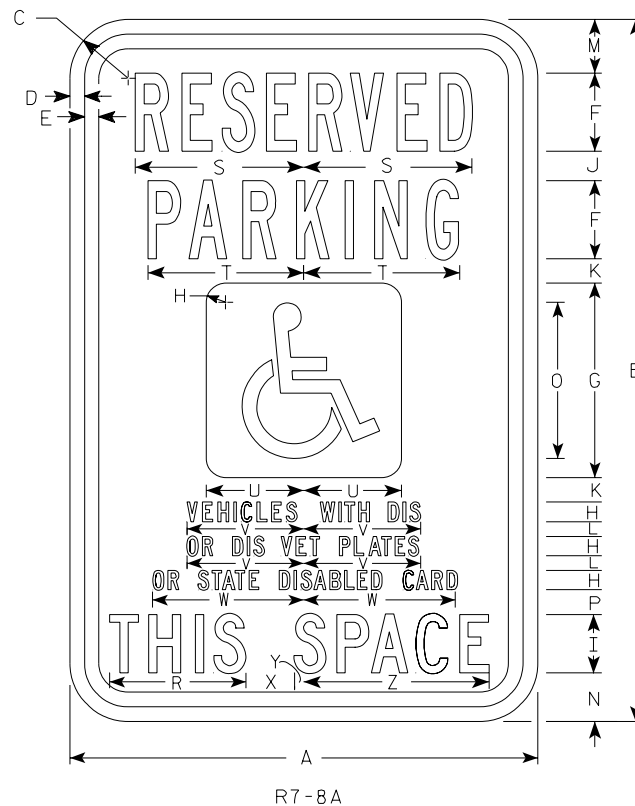 C
M
D
E
RESERVED
F
S S
J
PARKING
F
T T
K
H
O
G
B
U U
K
VEHICLES WITH DIS
H
V V
L
OR DIS VET PLATES
H
V V
L
OR STATE DISABLED CARD
H
W W
P
THIS SPACE
I
Y
R X Z
N
A
R7-8A